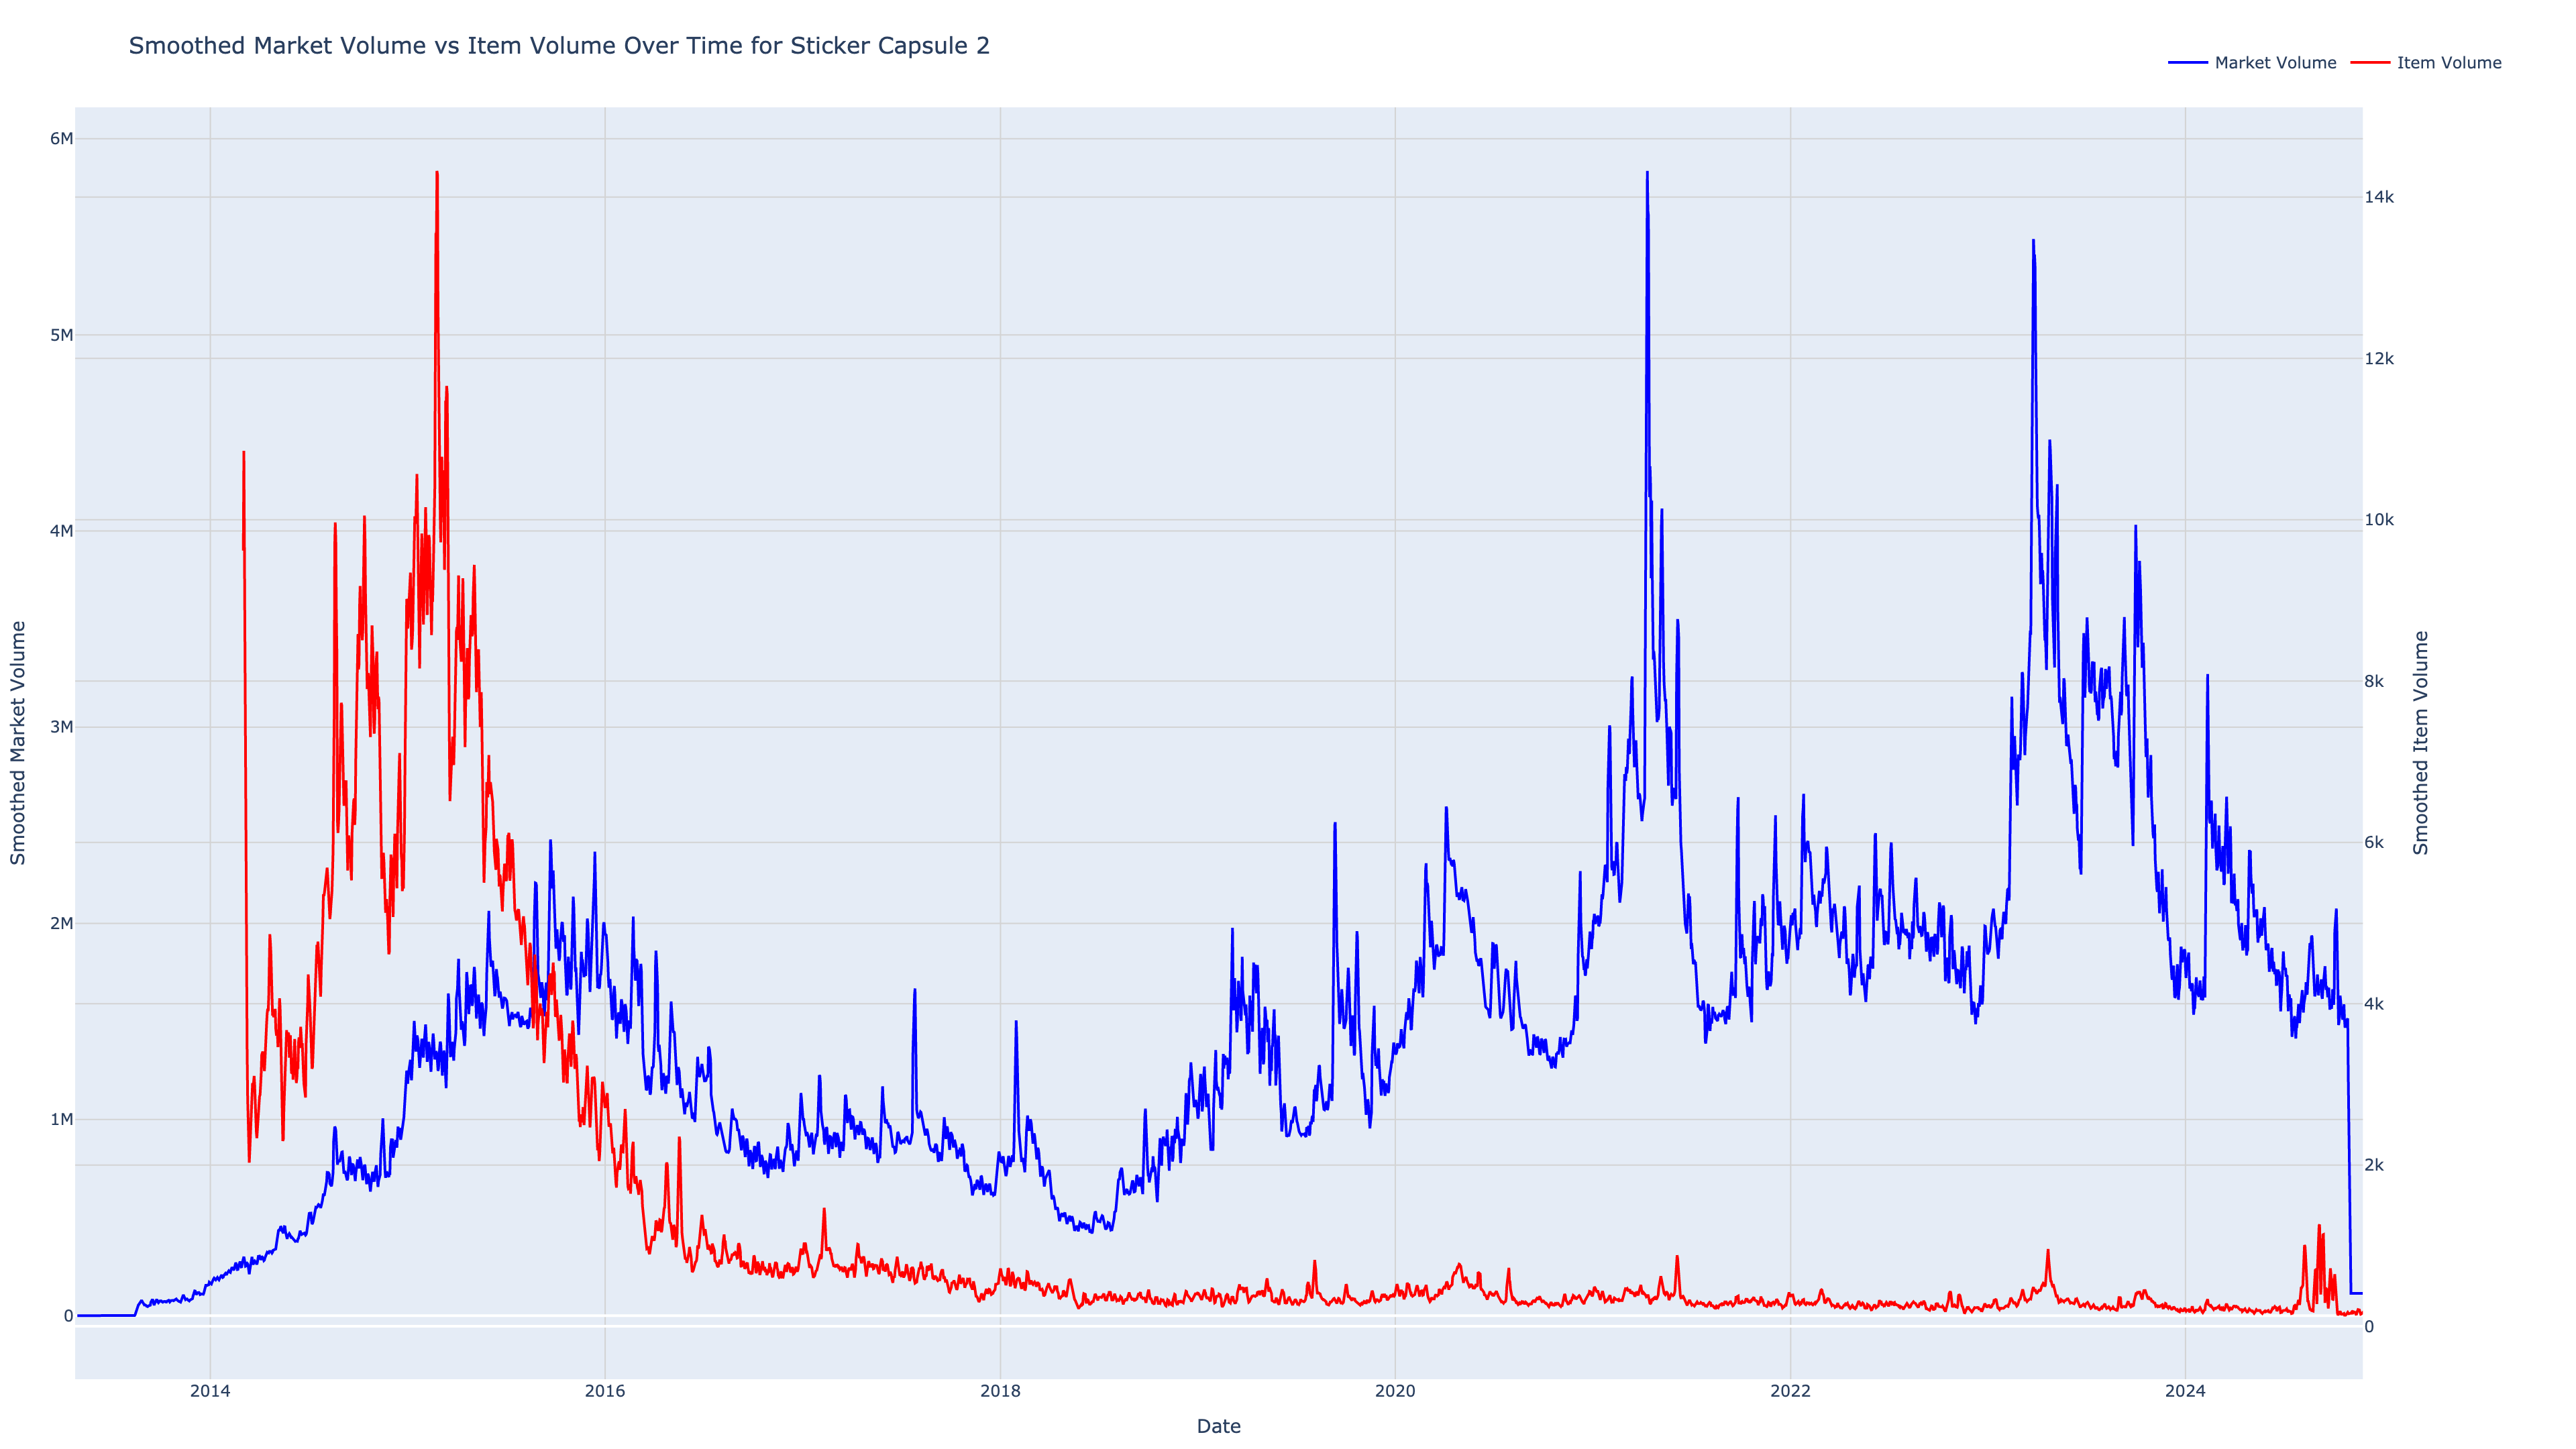 Smoothed Market Volume vs Item Volume Over Time for Sticker Capsule 2
Market Volume
Item Volume
6M
5M
4M
3M
2M
1M
0
Smoothed Market Volume
14k
12k
10k
8k
6k
4k
2k
0
Smoothed Item Volume
2014
2016
2018
2020
2022
2024
Date